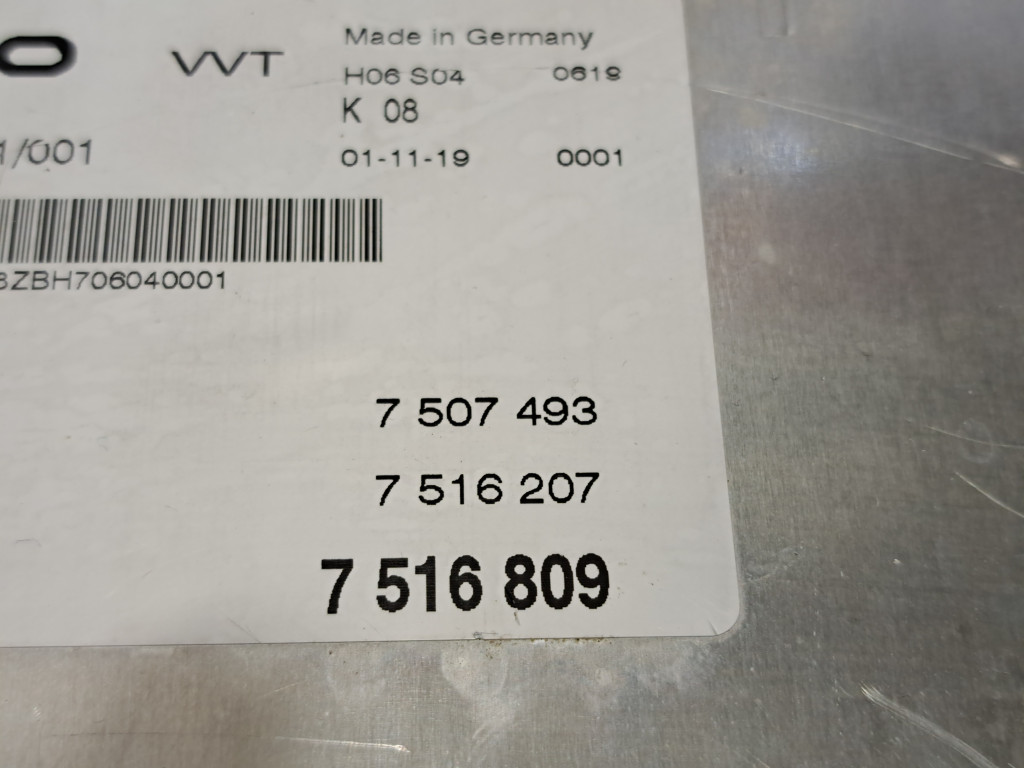 O VVT Made in Germany
H06 S04 0619
K 08
1/001 01-11-19 0001
3ZBH706040001
7 507 493
7 516 207
7 516 809